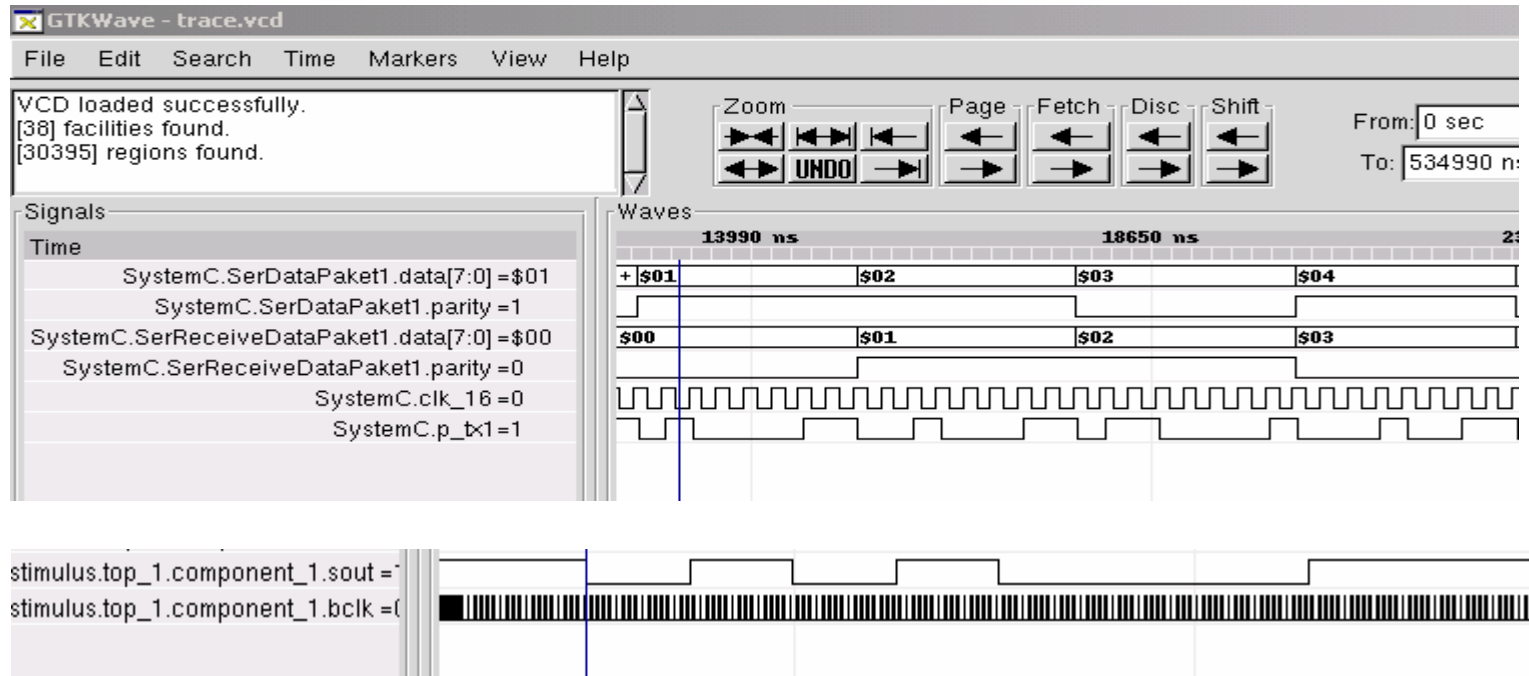 GTKWave - trace.vcd
File Edit Search Time Markers View Help
VCD loaded successfully.
[38] facilities found.
[30395] regions found.
Zoom Page Fetch Disc Shift
UNDO
From: 0 sec
To: 534990 ns
Signals
Waves
Time
13990 ns 18650 ns 23
SystemC.SerDataPaket1.data[7:0] =$01 + $01 $02 $03 $04
SystemC.SerDataPaket1.parity =1
SystemC.SerReceiveDataPaket1.data[7:0] =$00 $00 $01 $02 $03
SystemC.SerReceiveDataPaket1.parity =0
SystemC.clk_16 =0
SystemC.p_tx1=1
stimulus.top_1.component_1.sout =
stimulus.top_1.component_1.bclk =